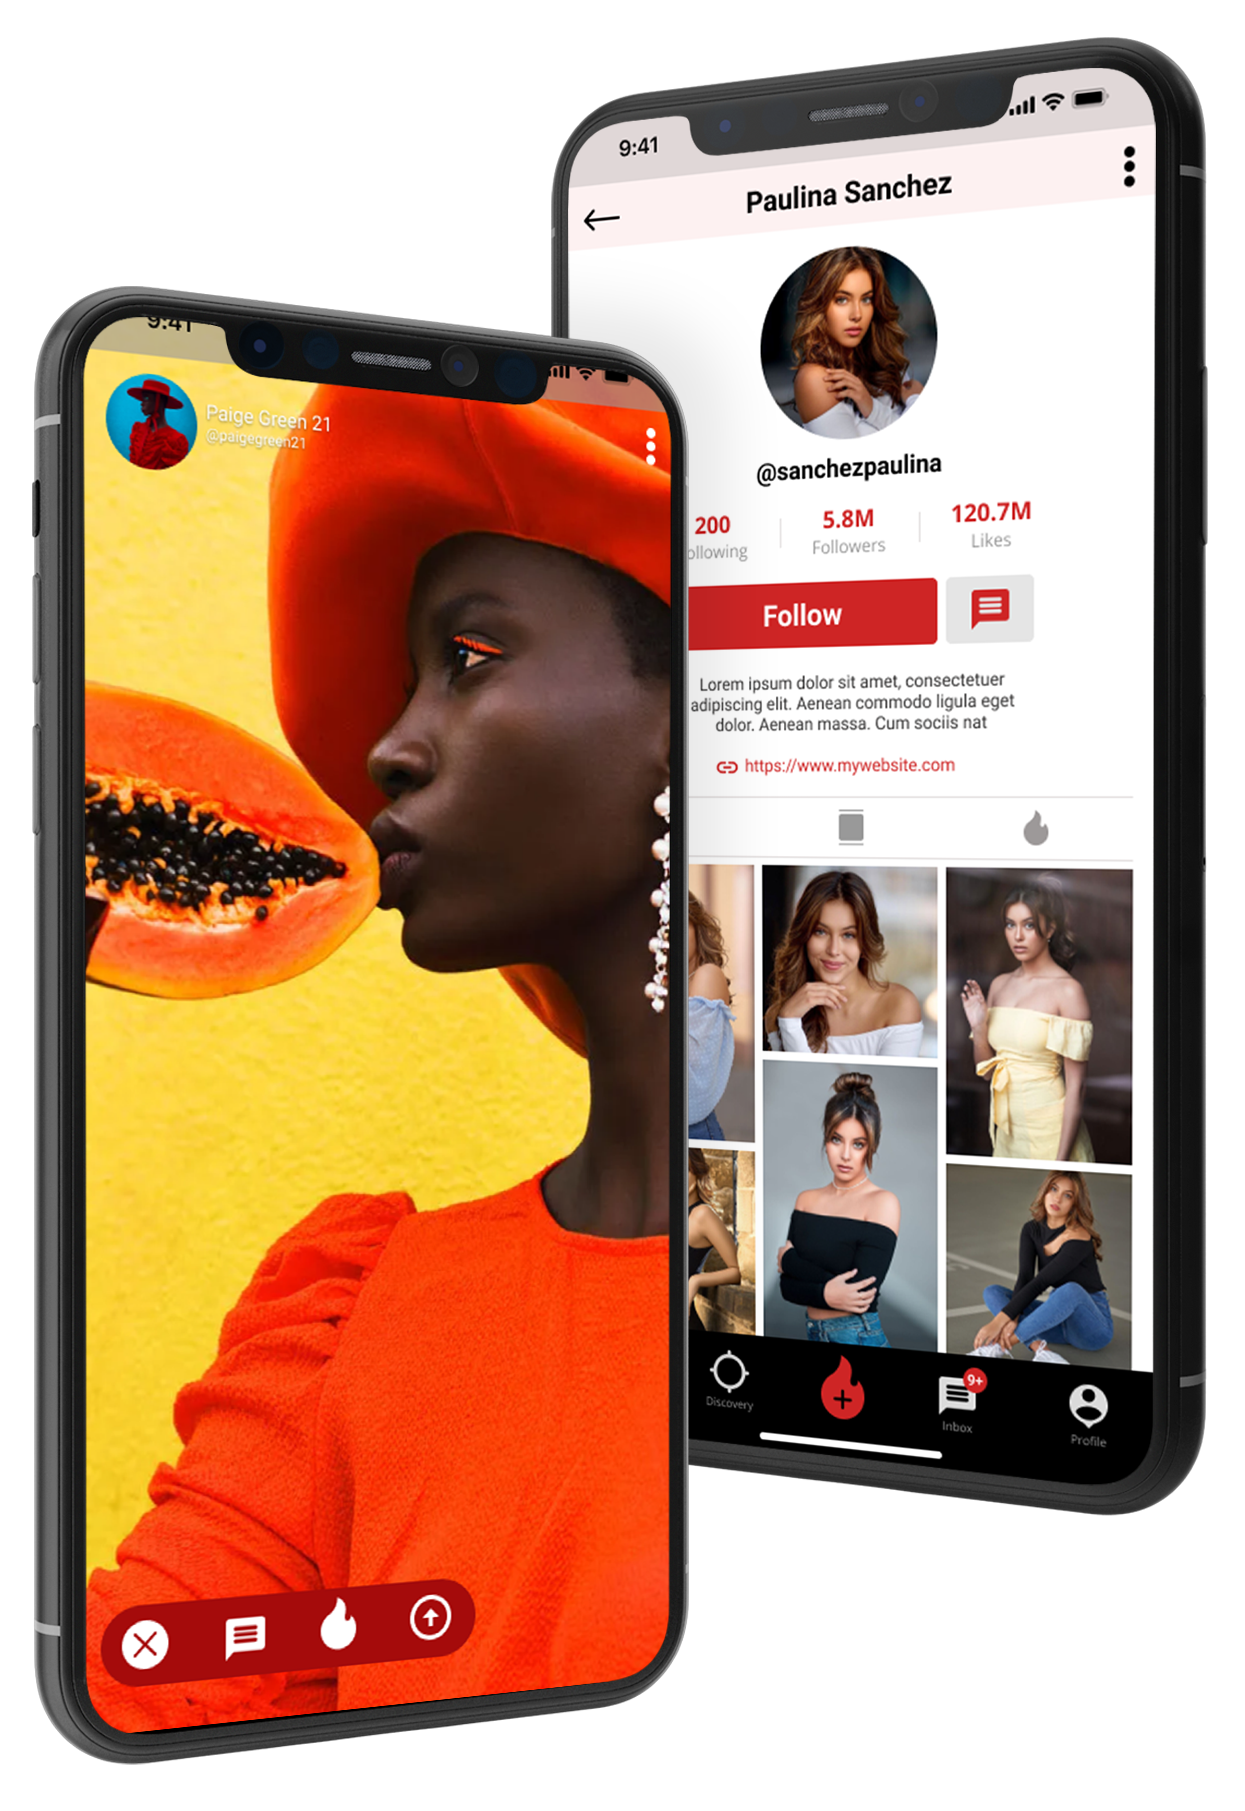 9:41
Paige Green 21
@paigegreen21
9:41
Paulina Sanchez
@sanchezpaulina
200
ollowing
5.8M
Followers
120.7M
Likes
Follow
Lorem ipsum dolor sit amet, consectetuer
adipiscing elit. Aenean commodo ligula eget
dolor. Aenean massa. Cum sociis nat
https://www.mywebsite.com
Discovery
9+
Inbox
Profile